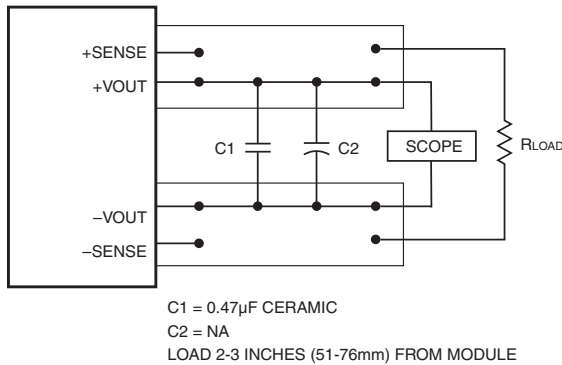 +SENSE
+VOUT
C1
C2
SCOPE
RLOAD
–VOUT
–SENSE
C1 = 0.47µF CERAMIC
C2 = NA
LOAD 2-3 INCHES (51-76mm) FROM MODULE